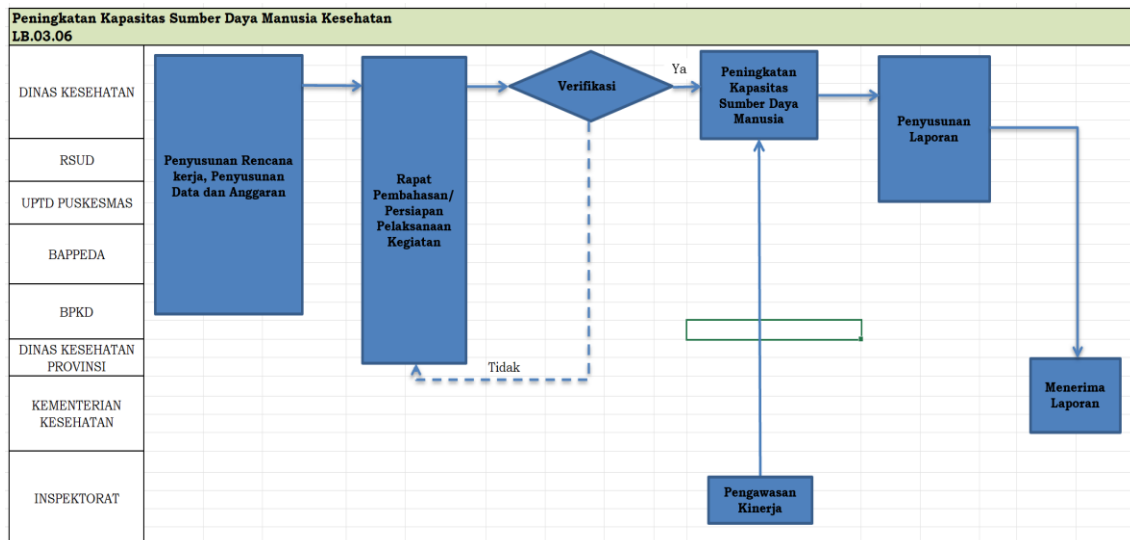 Peningkatan Kapasitas Sumber Daya Manusia Kesehatan
LB.03.06
DINAS KESEHATAN
RSUD
UPTD PUSKESMAS
BAPPEDA
BPKD
DINAS KESEHATAN
PROVINSI
KEMENTERIAN
KESEHATAN
INSPEKTORAT
Penyusunan Rencana
kerja, Penyusunan
Data dan Anggaran
Rapat
Pembahasan/
Persiapan
Pelaksanaan
Kegiatan
Verifikasi
Ya
Tidak
Peningkatan
Kapasitas
Sumber Daya
Manusia
Penyusunan
Laporan
Menerima
Laporan
Pengawasan
Kinerja